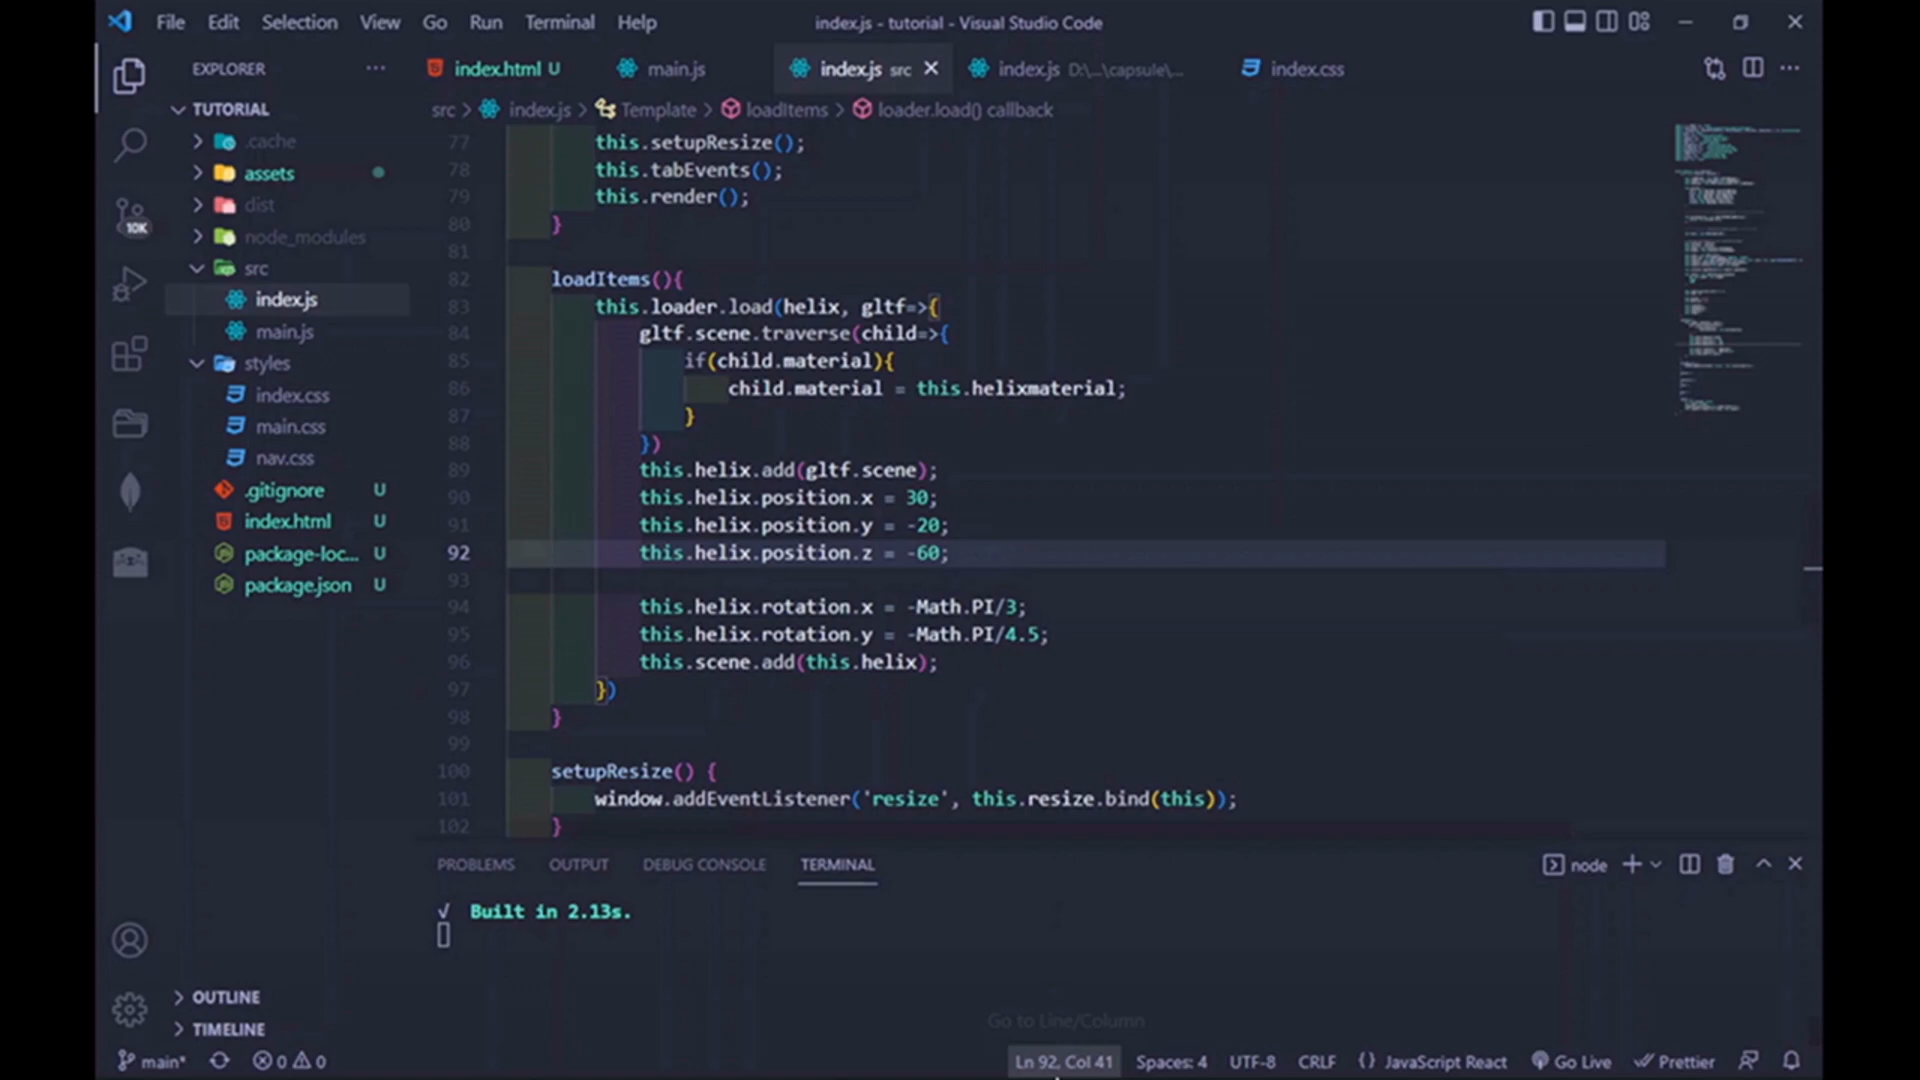 File Edit Selection View Go Run Terminal Help
index.js - tutorial - Visual Studio Code
EXPLORER
TUTORIAL
.cache
assets
dist
node_modules
src
index.js
main.js
styles
index.css
main.css
nav.css
.gitignore U
index.html U
package-loc... U
package.json U
OUTLINE
TIMELINE
10K
index.html U main.js index.js src index.js D:\...\capsule\... index.css
src > index.js > Template > loadItems > loader.load() callback
77 this.setupResize();
78 this.tabEvents();
79 this.render();
80 }
81
82 loadItems(){
83 this.loader.load(helix, gltf=>{
84 gltf.scene.traverse(child=>{
85 if(child.material){
86 child.material = this.helixmaterial;
87 }
88 })
89 this.helix.add(gltf.scene);
90 this.helix.position.x = 30;
91 this.helix.position.y = -20;
92 this.helix.position.z = -60;
93
94 this.helix.rotation.x = -Math.PI/3;
95 this.helix.rotation.y = -Math.PI/4.5;
96 this.scene.add(this.helix);
97 })
98 }
99
100 setupResize() {
101 window.addEventListener('resize', this.resize.bind(this));
102 }
PROBLEMS OUTPUT DEBUG CONSOLE TERMINAL
node
√ Built in 2.13s.
Go to Line/Column
main* 0 0
Ln 92, Col 41 Spaces: 4 UTF-8 CRLF {} JavaScript React Go Live Prettier